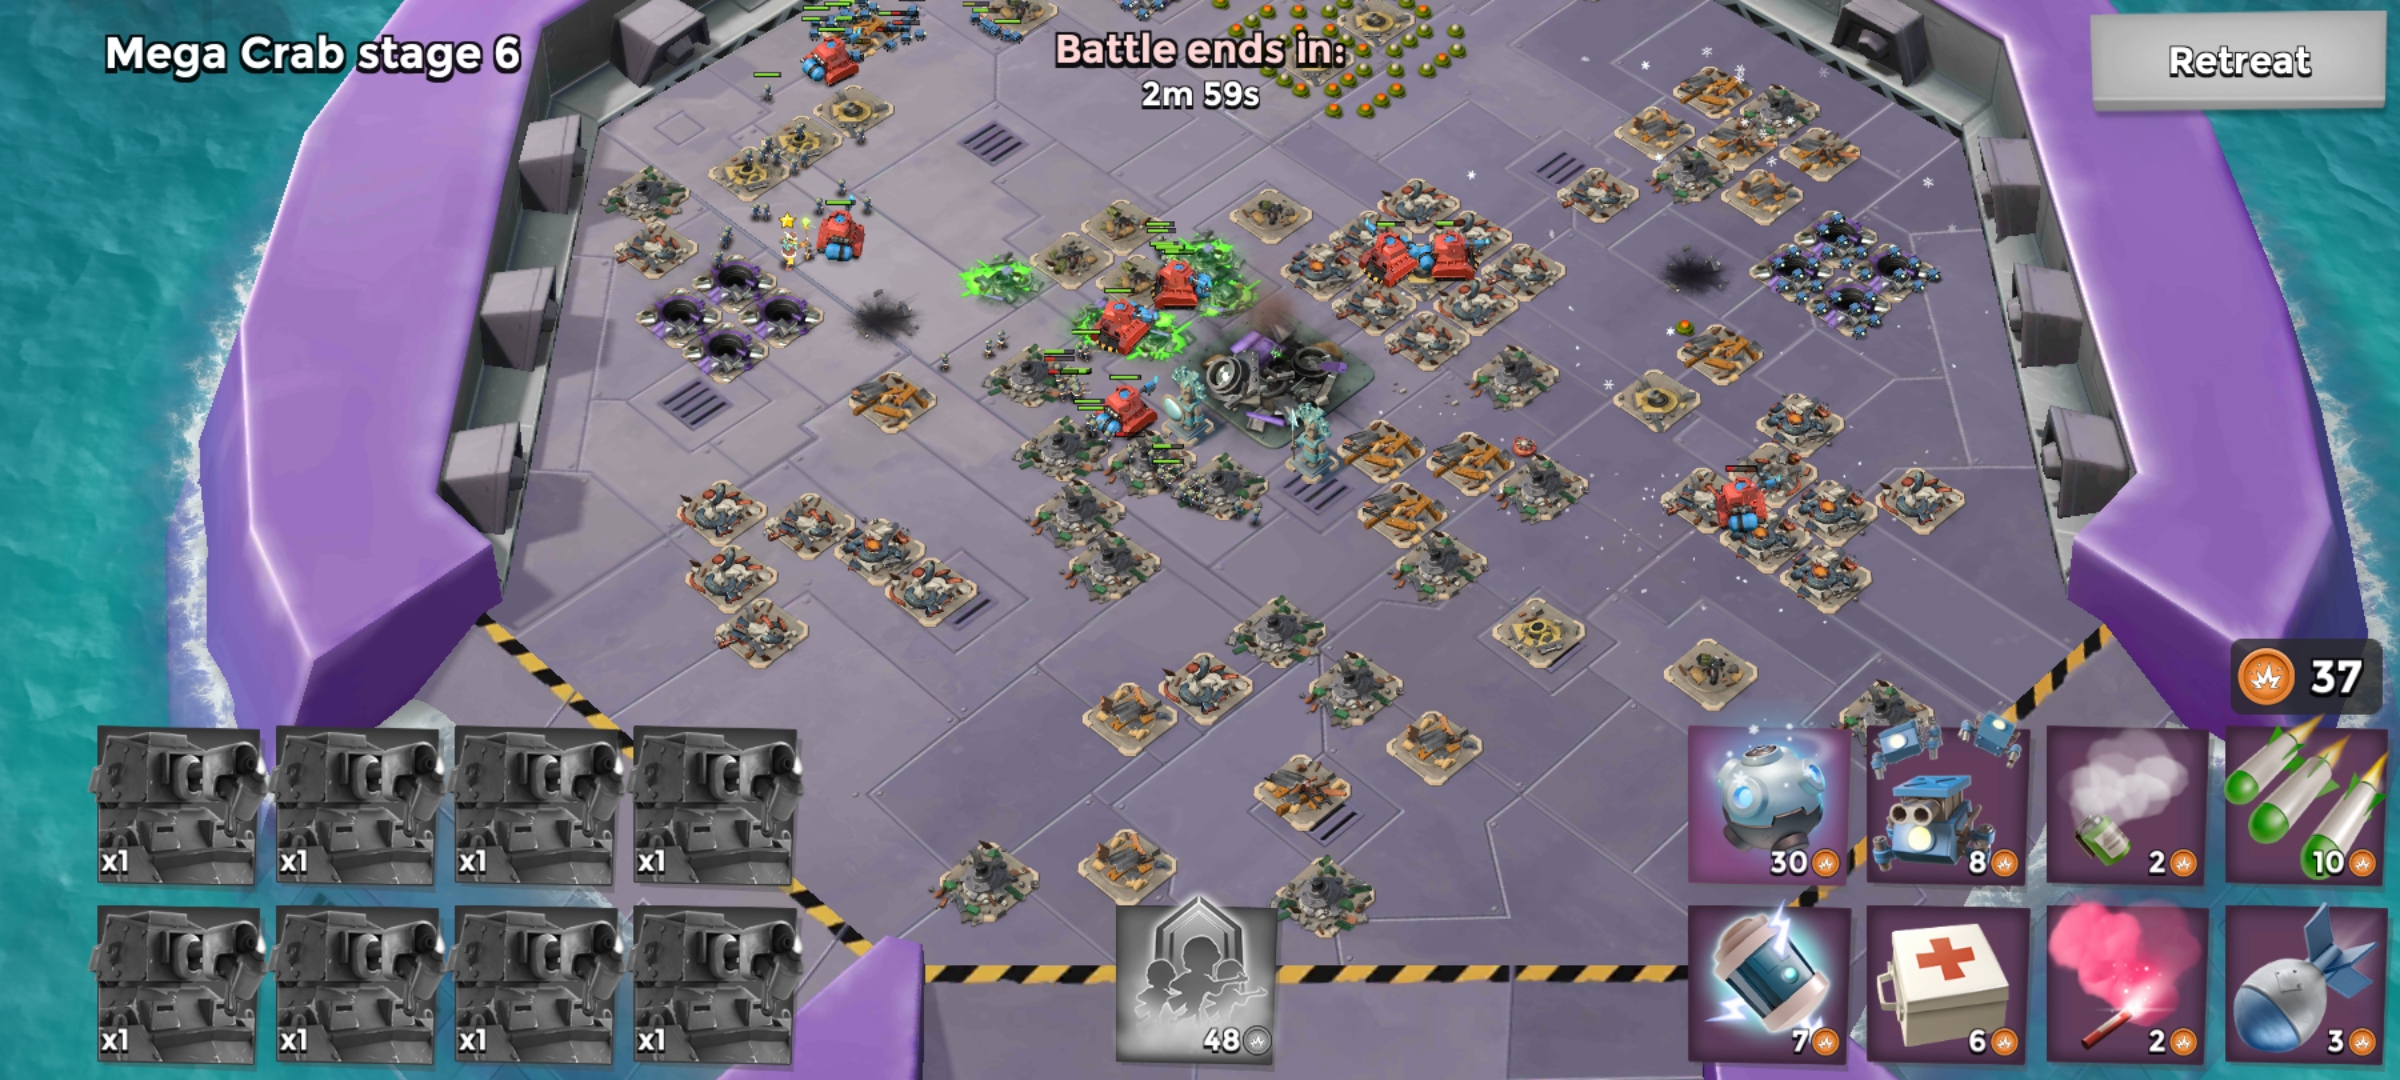 Mega Crab stage 6
Battle ends in:
2m 59s
Retreat
37
x1
x1
x1
x1
30
8
2
10
x1
x1
x1
x1
48
7
6
2
3